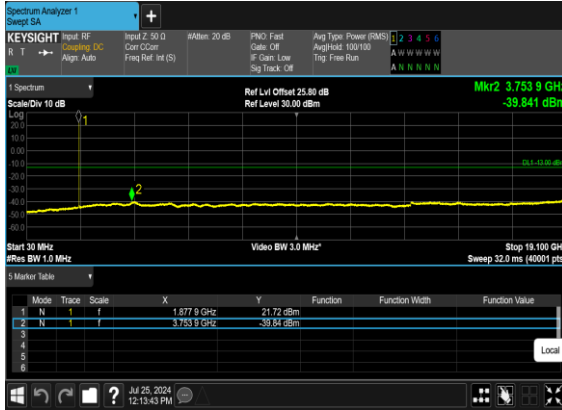 Spectrum Analyzer 1
Swept SA
KEYSIGHT Input: RF Input Z: 50 Ω #Atten: 20 dB PNO: Fast Avg Type: Power (RMS) 1 2 3 4 5 6
R T Coupling: DC Corr CCorr Gate: Off Avg|Hold: 100/100 A W W W W W
Align: Auto Freq Ref: Int (S) IF Gain: Low Trig: Free Run
Sig Track: Off A N N N N N
1 Spectrum Ref Lvl Offset 25.80 dB Mkr2 3.753 9 GHz
Scale/Div 10 dB Ref Level 30.00 dBm -39.841 dBm
Log
20.0
10.0
0.00
-10.0
-20.0
-30.0
-40.0
-50.0
-60.0
1
2
DL1 -13.00 dBm
Start 30 MHz Video BW 3.0 MHz* Stop 19.100 GHz
#Res BW 1.0 MHz Sweep 32.0 ms (40001 pts)
5 Marker Table
Mode Trace Scale X Y Function Function Width Function Value
1 N 1 f 1.877 9 GHz 21.72 dBm
2 N 1 f 3.753 9 GHz -39.84 dBm
3
4
5
6
Local
Jul 25, 2024
12:13:43 PM